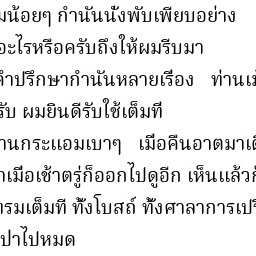 มน้อยๆ กำนันนั่งพับเพียบอย่าง
อะไรหรือครับถึงให้ผมรีบมา
คำปรึกษากำนันหลายเรื่อง ท่านเม
รับ ผมยินดีรับใช้เต็มที่
านกระแอมเบาๆ เมื่อคืนอาตมาเดิ
าเมื่อเช้าตรู่ก็ออกไปดูอีก เห็นแล้วก็
ทรมเต็มที ทั้งโบสถ์ ทั้งศาลาการเปรี
เปาไปหมด